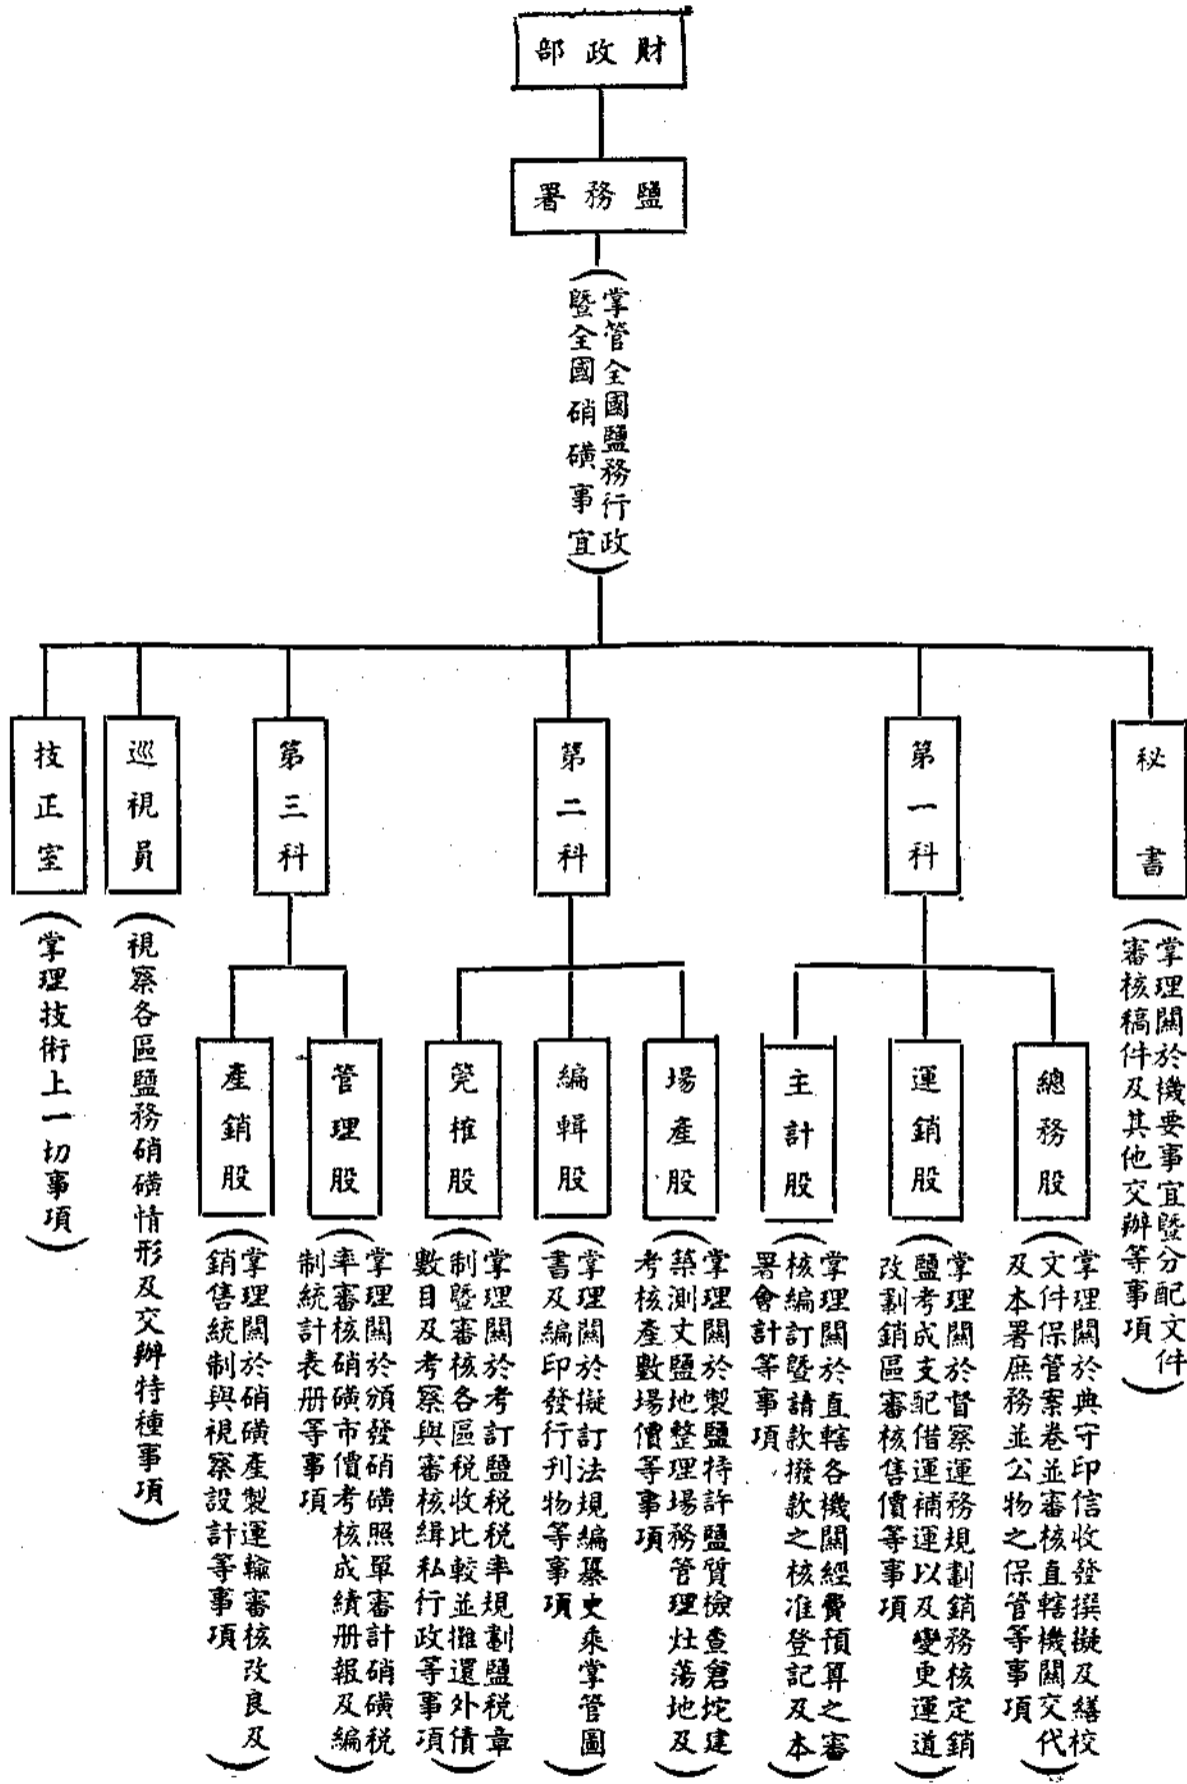 財政部
鹽務署
（掌管全國鹽務行政
暨全國硝磺事宜）
秘書
（掌理關於機要事宜暨分配文件
審核稿件及其他交辦等事項）
第一科
總務股
（掌理關於典守印信收發撰擬及繕校
文件保管案卷並審核直轄機關交代
及本署庶務並公物之保管等事項）
運銷股
（掌理關於督察運務規劃銷務核定銷
鹽考成支配借運補運以及變更運道
改劃銷區審核售價等事項）
主計股
（掌理關於直轄各機關經費預算之審
核編訂暨請款撥款之核准登記及本
署會計等事項）
第二科
場產股
（掌理關於製鹽特許鹽質檢查倉坨建
築測丈鹽地整理場務管理灶蕩地及
考核產數場價等事項）
編輯股
（掌理關於擬訂法規編纂史乘掌管圖
書及編印發行刊物等事項）
筦榷股
（掌理關於考訂鹽稅稅率規劃鹽稅章
制暨審核各區稅收比較並攤還外債
數目及考察與審核緝私行政等事項）
第三科
管理股
（掌理關於頒發硝磺照單審計硝磺稅
率審核硝磺市價考核成績册報及編
制統計表册等事項）
產銷股
（掌理關於硝磺產製運輸審核改良及
銷售統制與視察設計等事項）
巡視員
（視察各區鹽務硝磺情形及交辦特種事項）
技正室
（掌理技術上一切事項）